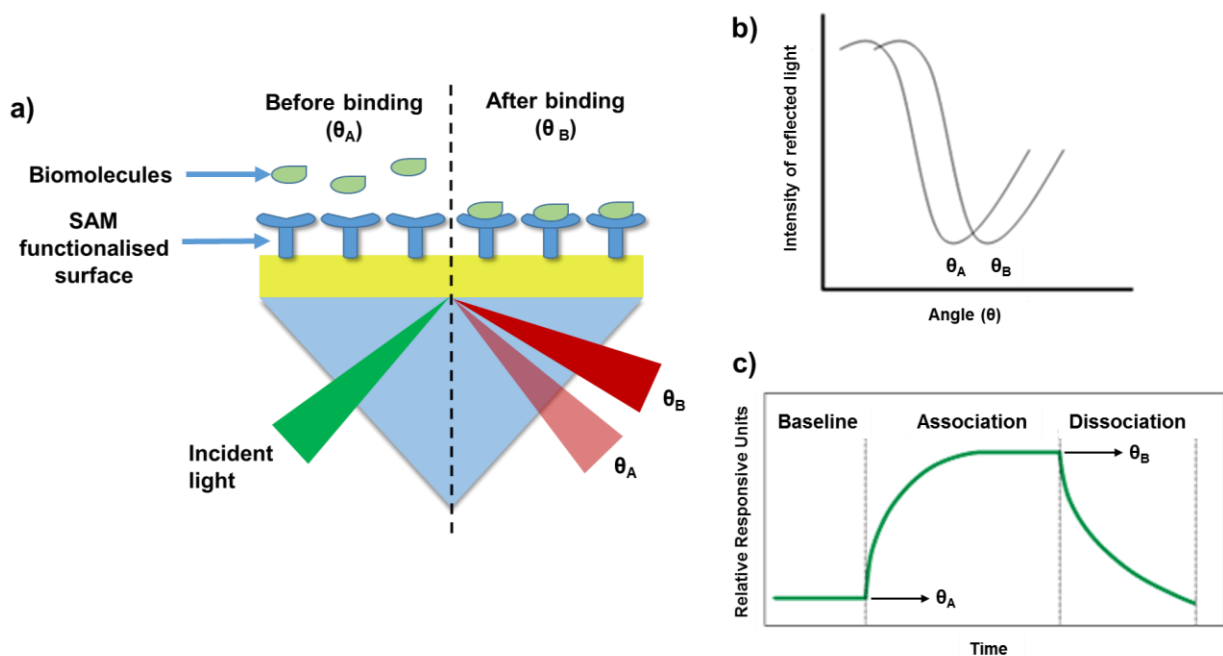 a)
Before binding
(θA)
After binding
(θ B)
Biomolecules
SAM
functionalised
surface
Incident
light
θB
θA
b)
Intensity of reflected light
θA
θB
Angle (θ)
c)
Relative Responsive Units
Baseline
Association
Dissociation
θB
θA
Time